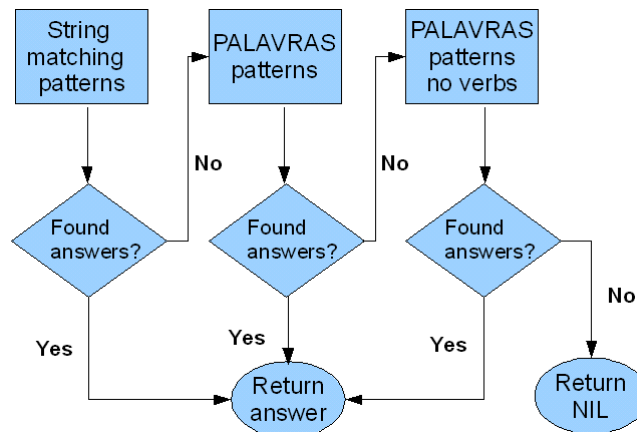 String
matching
patterns
PALAVRAS
patterns
PALAVRAS
patterns
no verbs
No
No
Found
answers?
Found
answers?
Found
answers?
No
Yes
Yes
Yes
Return
answer
Return
NIL